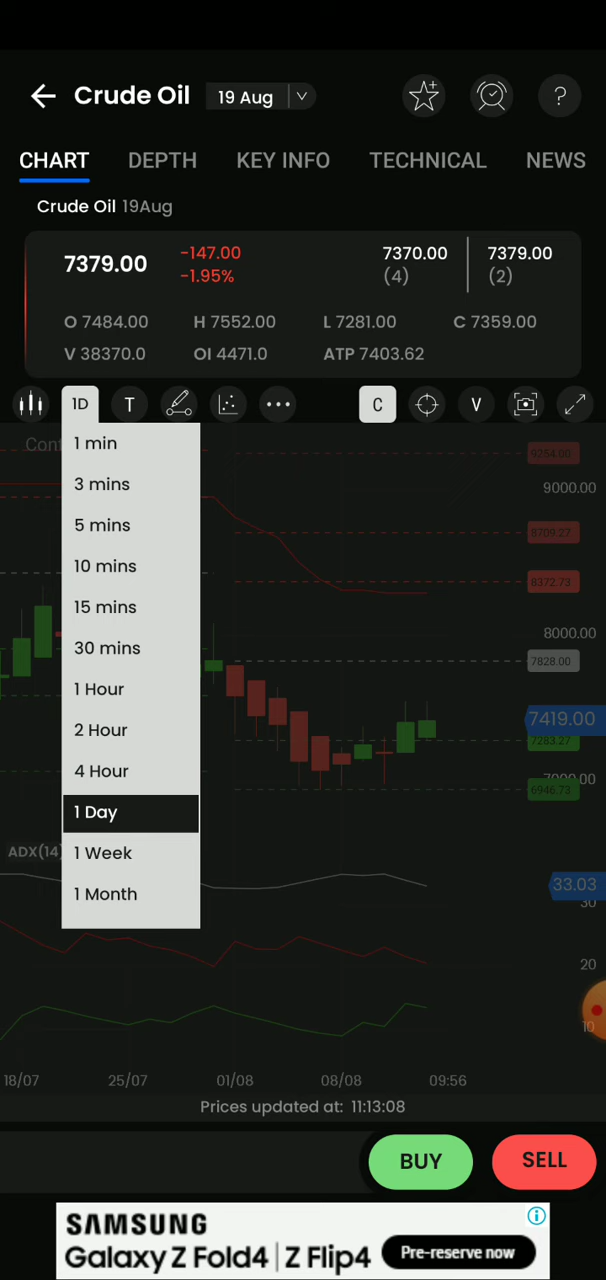 Crude Oil 19 Aug
CHART DEPTH KEY INFO TECHNICAL NEWS
Crude Oil 19Aug
7379.00 -147.00 7370.00 7379.00
-1.95% (4) (2)
O 7484.00 H 7552.00 L 7281.00 C 7359.00
V 38370.0 OI 4471.0 ATP 7403.62
1D T C V
1 min
3 mins
5 mins
10 mins
15 mins
30 mins
1 Hour
2 Hour
4 Hour
1 Day
1 Week
1 Month
9254.00
9000.00
8709.27
8372.73
8000.00
7828.00
7419.00
7283.27
7000.00
6946.73
ADX(14)
33.03
30
20
10
18/07 25/07 01/08 08/08 09:56
Prices updated at: 11:13:08
BUY SELL
SAMSUNG
Galaxy Z Fold4 | Z Flip4 Pre-reserve now